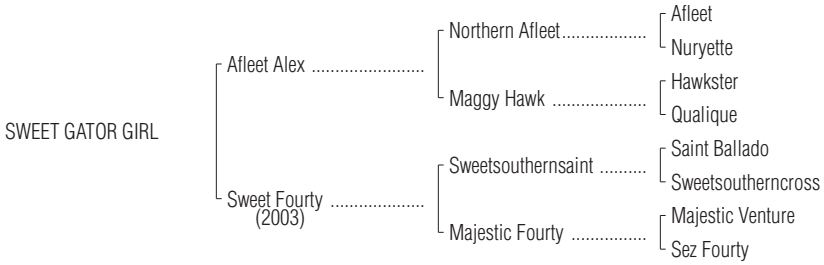 SWEET GATOR GIRL
Afleet Alex ........................
Sweet Fourty ....................
(2003)
Northern Afleet..................
Maggy Hawk ....................
Sweetsouthernsaint ..........
Majestic Fourty ................
Afleet
Nuryette
Hawkster
Qualique
Saint Ballado
Sweetsoutherncross
Majestic Venture
Sez Fourty